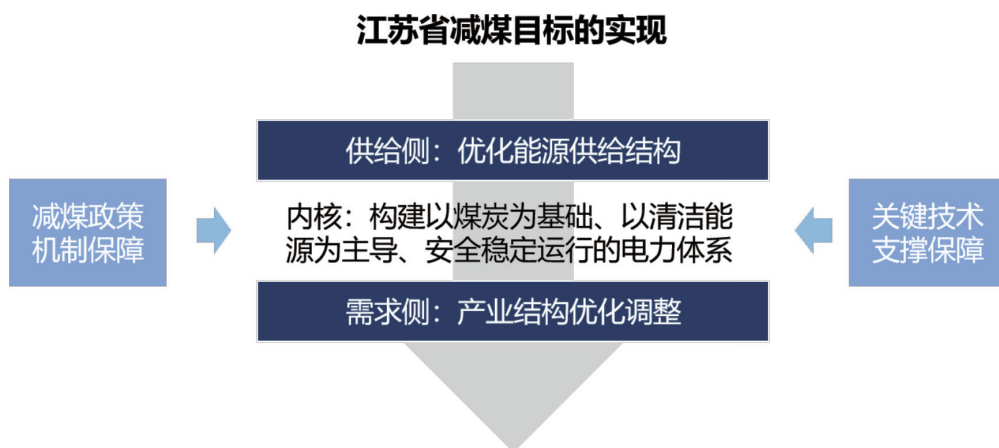 江苏省减煤目标的实现
供给侧：优化能源供给结构
减煤政策
机制保障
内核：构建以煤炭为基础、以清洁能
源为主导、安全稳定运行的电力体系
关键技术
支撑保障
需求侧：产业结构优化调整